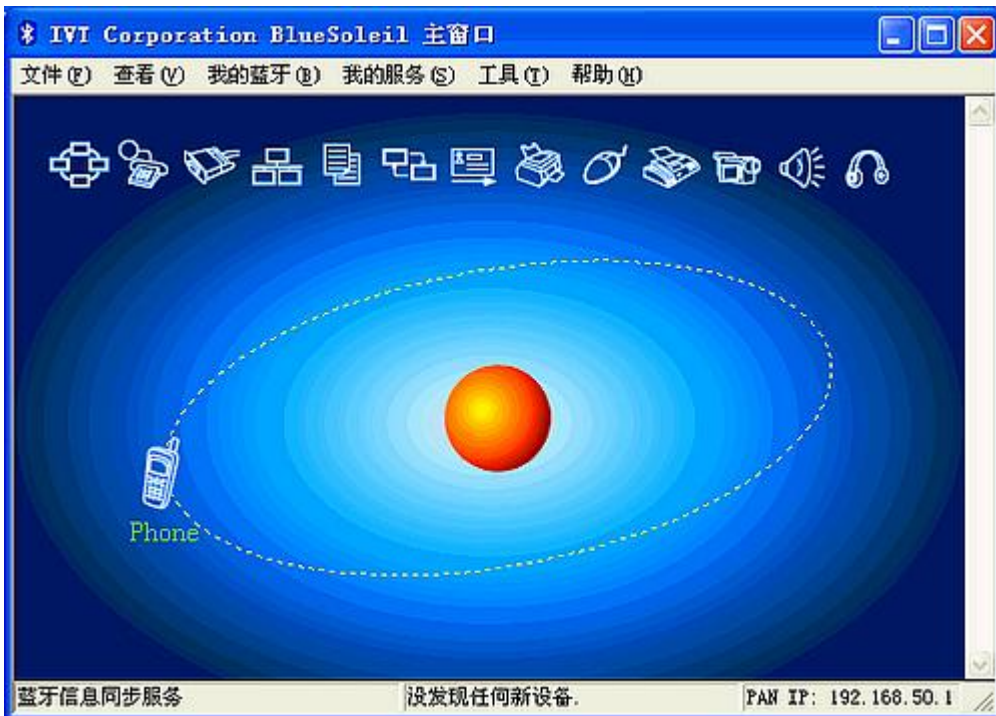 IVT Corporation BlueSoleil 主窗口
文件(F) 查看(V) 我的蓝牙(B) 我的服务(S) 工具(T) 帮助(H)
Phone
蓝牙信息同步服务 没发现任何新设备. PAN IP: 192.168.50.1